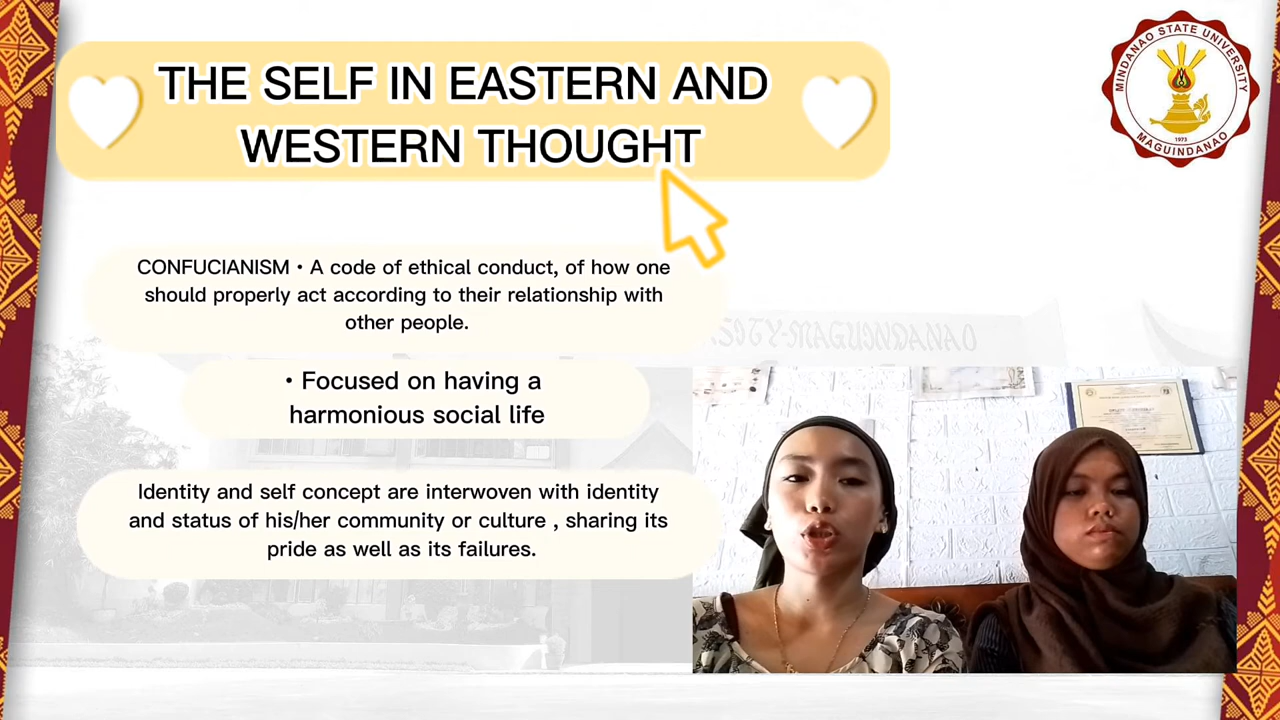 THE SELF IN EASTERN AND
WESTERN THOUGHT
MINDANAO STATE UNIVERSITY
1973
MAGUINDANAO
CONFUCIANISM • A code of ethical conduct, of how one
should properly act according to their relationship with
other people.
• Focused on having a
harmonious social life
Identity and self concept are interwoven with identity
and status of his/her community or culture , sharing its
pride as well as its failures.